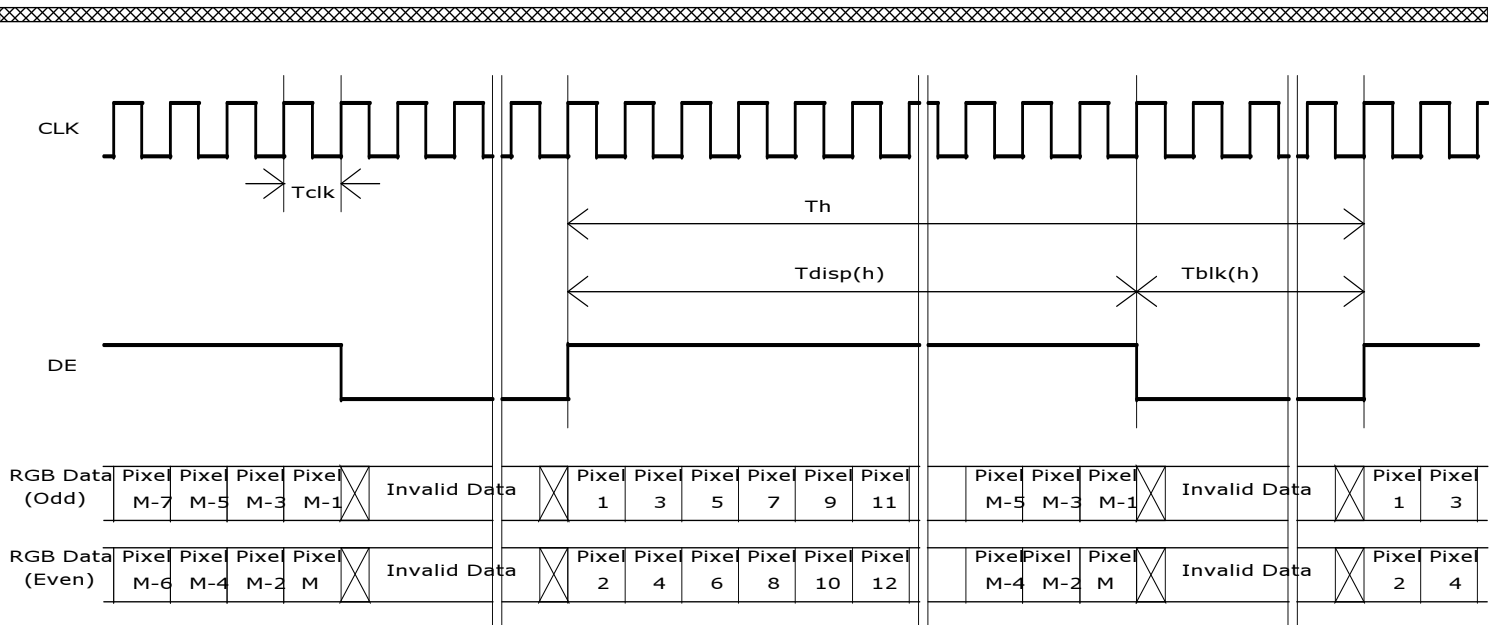 CLK
Tclk
Th
Tdisp(h) Tblk(h)
DE
RGB Data Pixel Pixel Pixel Pixel Pixel Pixel Pixel Pixel Pixel Pixel Pixel Pixel Pixel Pixel Pixel
(Odd) M-7 M-5 M-3 M-1 Invalid Data 1 3 5 7 9 11 M-5 M-3 M-1 Invalid Data 1 3
RGB Data Pixel Pixel Pixel Pixel Pixel Pixel Pixel Pixel Pixel Pixel Pixel Pixel Pixel Pixel Pixel
(Even) M-6 M-4 M-2 M Invalid Data 2 4 6 8 10 12 M-4 M-2 M Invalid Data 2 4